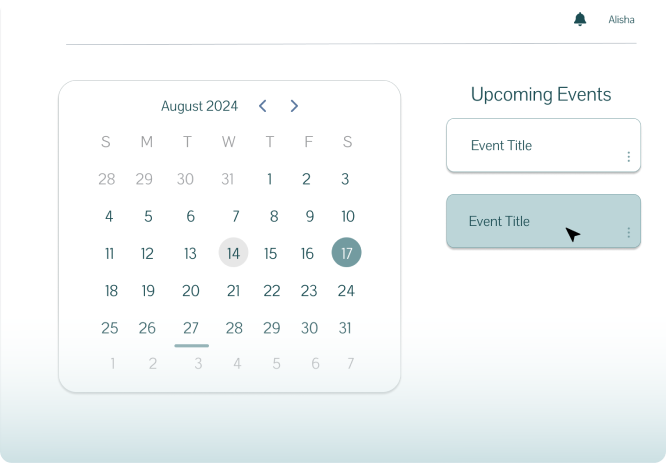 Alisha
August 2024
Upcoming Events
S M T W T F S
28 29 30 31 1 2 3
4 5 6 7 8 9 10
11 12 13 14 15 16 17
18 19 20 21 22 23 24
25 26 27 28 29 30 31
1 2 3 4 5 6 7
Event Title
Event Title